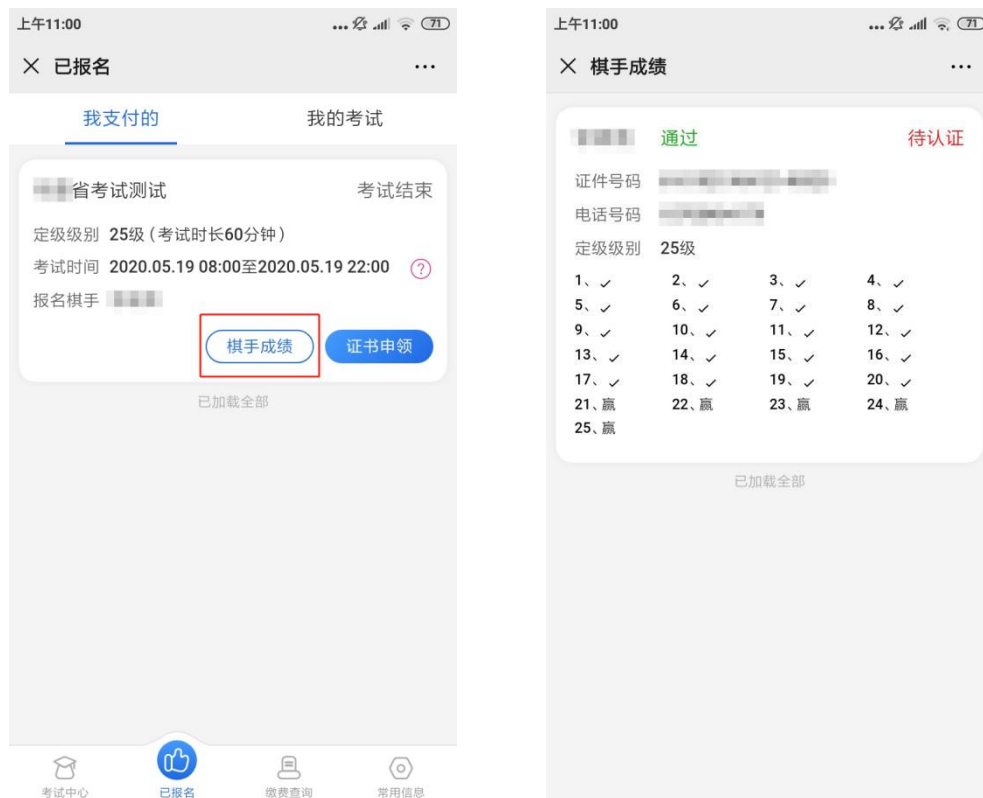 上午11:00
71
已报名
我支付的 我的考试
省考试测试 考试结束
定级级别 25级(考试时长60分钟)
考试时间 2020.05.19 08:00至2020.05.19 22:00 ?
报名棋手
棋手成绩 证书申领
已加载全部
考试中心 已报名 缴费查询 常用信息
上午11:00
71
棋手成绩
通过 待认证
证件号码
电话号码
定级级别 25级
1、✓ 2、✓ 3、✓ 4、✓
5、✓ 6、✓ 7、✓ 8、✓
9、✓ 10、✓ 11、✓ 12、✓
13、✓ 14、✓ 15、✓ 16、✓
17、✓ 18、✓ 19、✓ 20、✓
21、赢 22、赢 23、赢 24、赢
25、赢
已加载全部